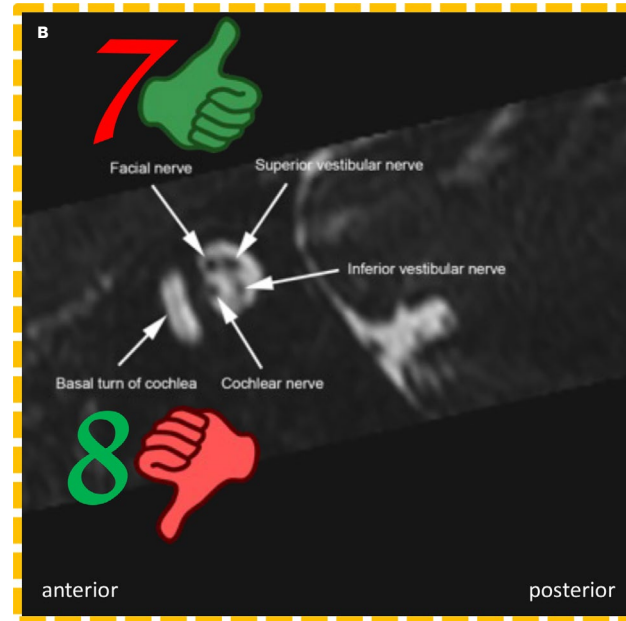 B
7
Facial nerve
Superior vestibular nerve
Inferior vestibular nerve
Basal turn of cochlea
Cochlear nerve
8
anterior
posterior